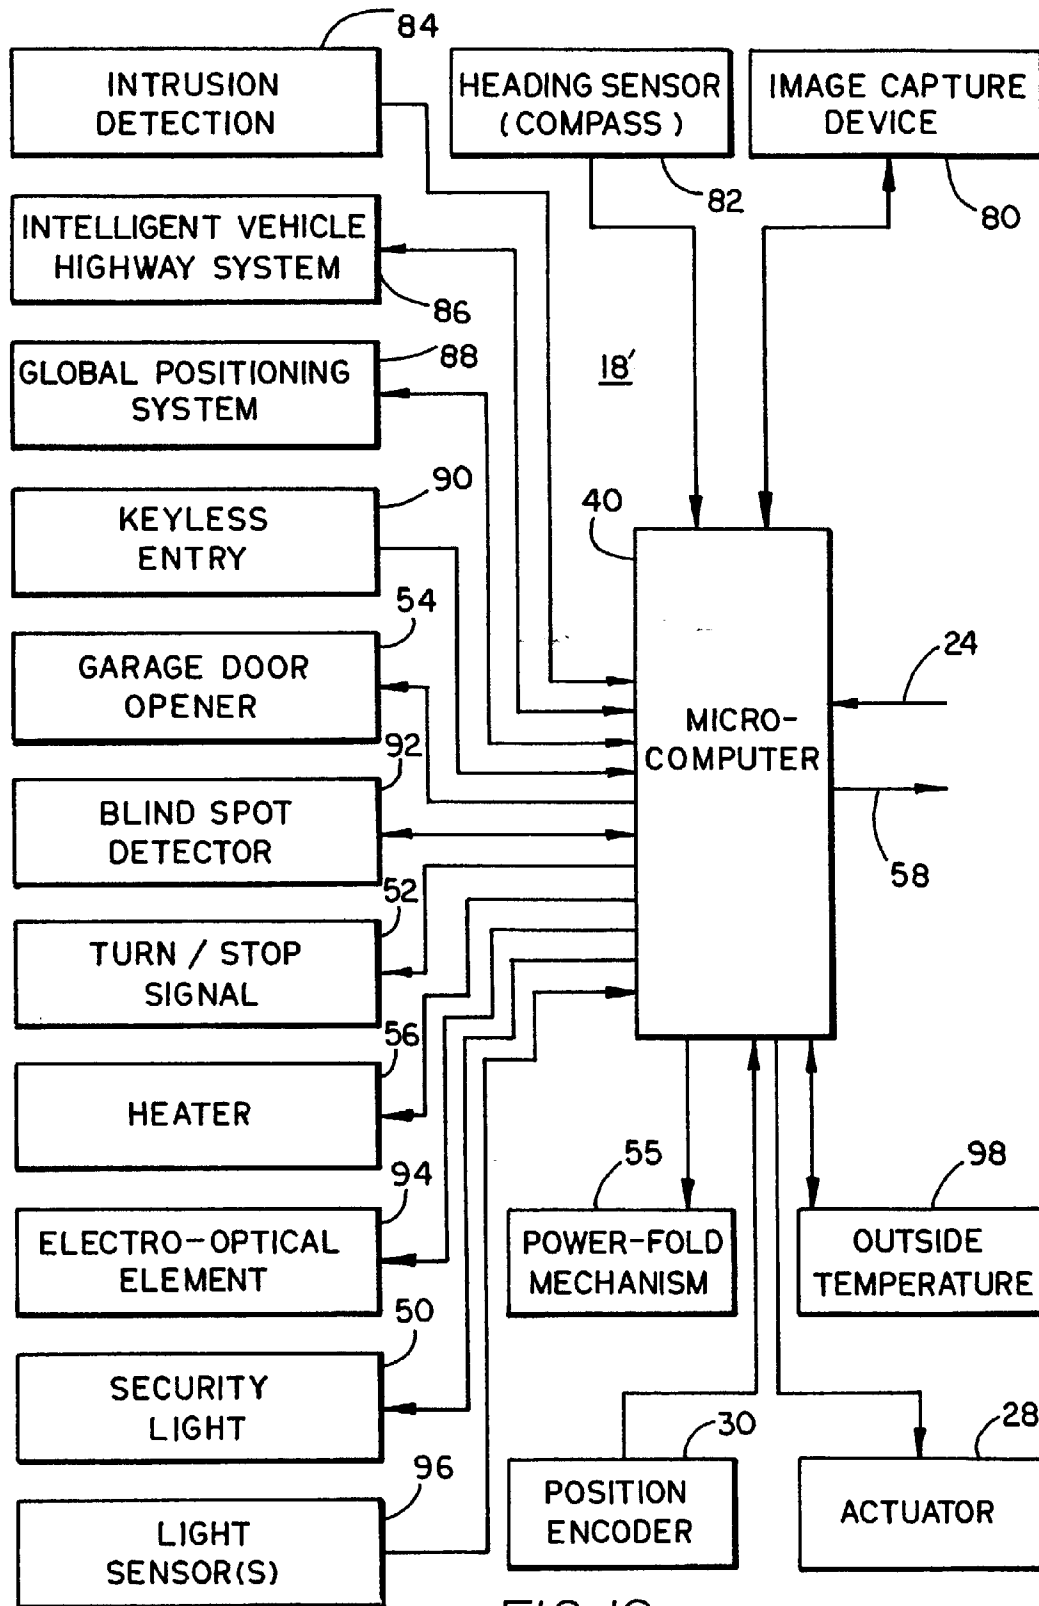 84
INTRUSION
DETECTION
HEADING SENSOR
(COMPASS)
82
IMAGE CAPTURE
DEVICE
80
INTELLIGENT VEHICLE
HIGHWAY SYSTEM
86
88
GLOBAL POSITIONING
SYSTEM
18'
90
KEYLESS
ENTRY
40
54
GARAGE DOOR
OPENER
MICRO-
COMPUTER
24
58
92
BLIND SPOT
DETECTOR
52
TURN / STOP
SIGNAL
56
HEATER
94
ELECTRO-OPTICAL
ELEMENT
55
POWER-FOLD
MECHANISM
98
OUTSIDE
TEMPERATURE
50
SECURITY
LIGHT
30
POSITION
ENCODER
28
ACTUATOR
96
LIGHT
SENSOR(S)